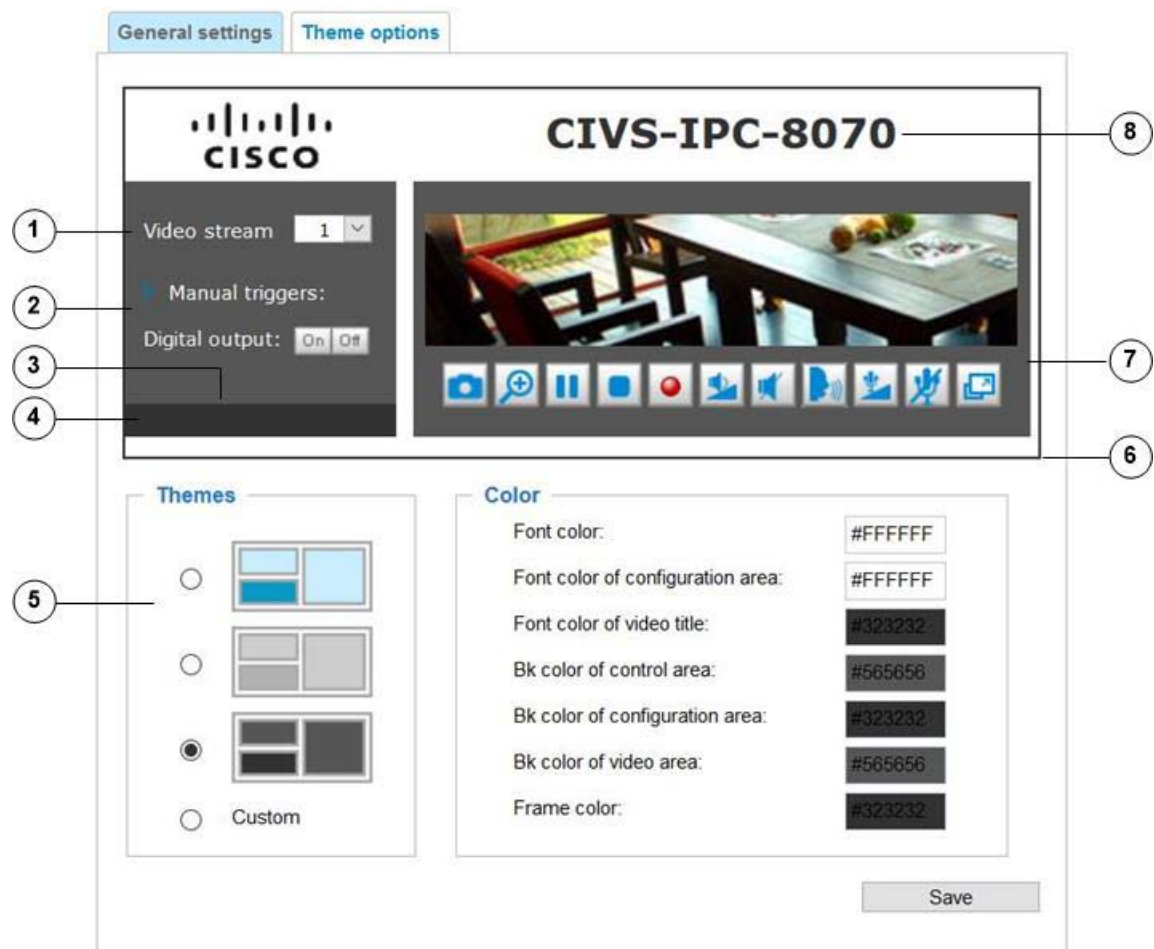 General settings
Theme options
CISCO
CIVS-IPC-8070
8
1
Video stream 1
2
Manual triggers:
Digital output: On Off
3
7
4
6
Themes
Color
Font color: #FFFFFF
Font color of configuration area: #FFFFFF
5
Font color of video title: #323232
Bk color of control area: #565656
Bk color of configuration area: #323232
Bk color of video area: #565656
Frame color: #323232
Custom
Save